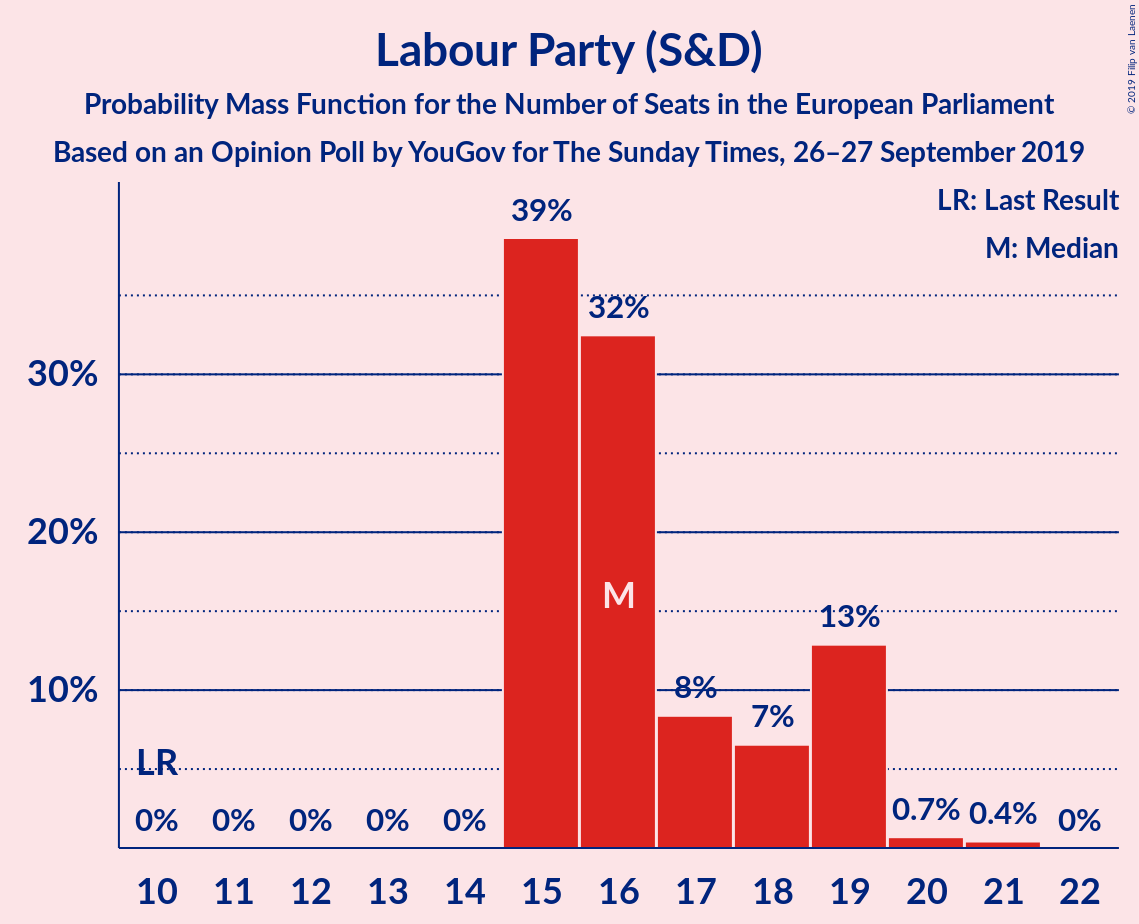 Labour Party (S&D)
Probability Mass Function for the Number of Seats in the European Parliament
Based on an Opinion Poll by YouGov for The Sunday Times, 26–27 September 2019
© 2019 Filip van Laenen
LR: Last Result
M: Median
39%
32%
30%
20%
M
13%
10%
8%
7%
LR
0% 0% 0% 0% 0% 0.7% 0.4% 0%
10 11 12 13 14 15 16 17 18 19 20 21 22